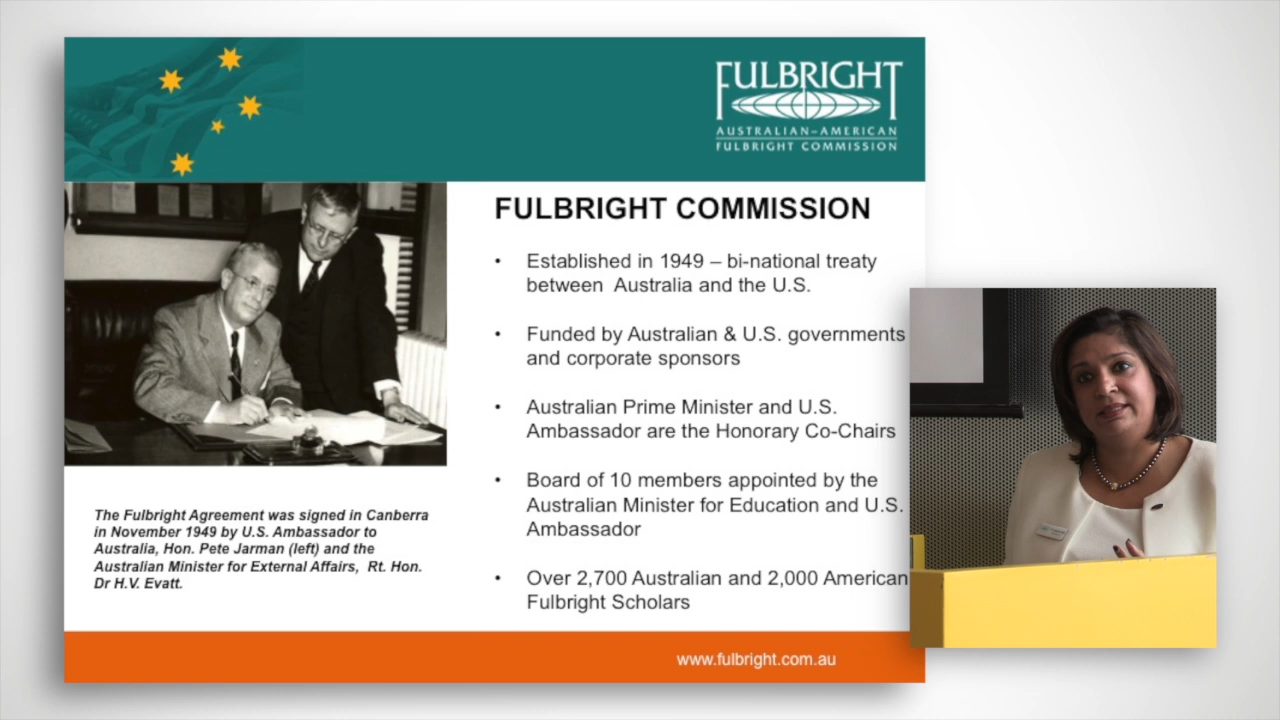 FULBRIGHT
AUSTRALIAN–AMERICAN
FULBRIGHT COMMISSION
FULBRIGHT COMMISSION
• Established in 1949 – bi-national treaty
between Australia and the U.S.
• Funded by Australian & U.S. governments
and corporate sponsors
• Australian Prime Minister and U.S.
Ambassador are the Honorary Co-Chairs
• Board of 10 members appointed by the
Australian Minister for Education and U.S.
Ambassador
• Over 2,700 Australian and 2,000 American
Fulbright Scholars
The Fulbright Agreement was signed in Canberra
in November 1949 by U.S. Ambassador to
Australia, Hon. Pete Jarman (left) and the
Australian Minister for External Affairs, Rt. Hon.
Dr H.V. Evatt.
www.fulbright.com.au